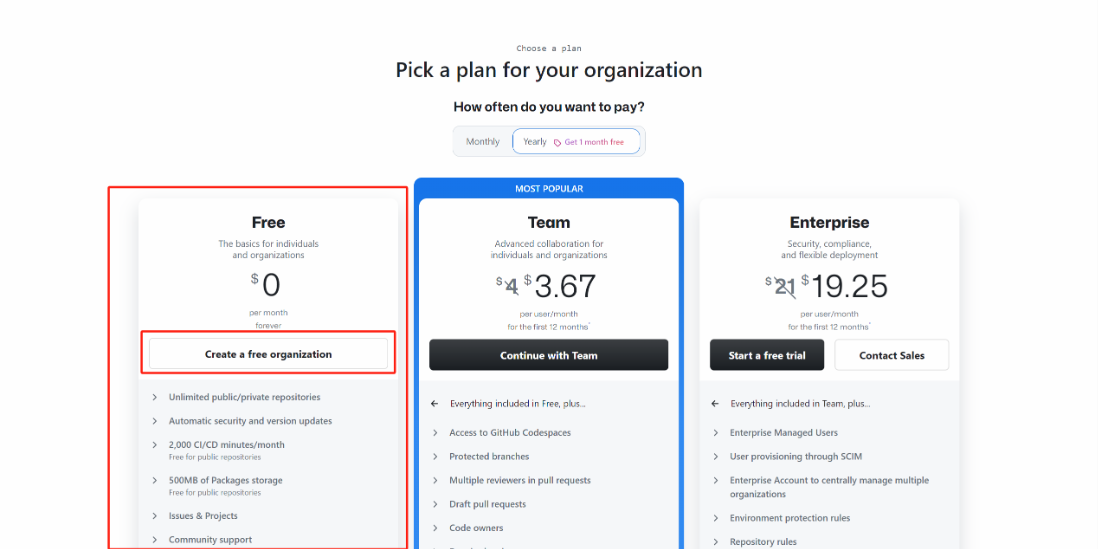 Choose a plan
Pick a plan for your organization
How often do you want to pay?
Monthly
Yearly
Get 1 month free
Free
The basics for individuals
and organizations
$0
per month
forever
Create a free organization
Unlimited public/private repositories
Automatic security and version updates
2,000 CI/CD minutes/month
Free for public repositories
500MB of Packages storage
Free for public repositories
Issues & Projects
Community support
MOST POPULAR
Team
Advanced collaboration for
individuals and organizations
$4 $3.67
per user/month
for the first 12 months*
Continue with Team
Everything included in Free, plus...
Access to GitHub Codespaces
Protected branches
Multiple reviewers in pull requests
Draft pull requests
Code owners
Enterprise
Security, compliance,
and flexible deployment
$21 $19.25
per user/month
for the first 12 months*
Start a free trial
Contact Sales
Everything included in Team, plus...
Enterprise Managed Users
User provisioning through SCIM
Enterprise Account to centrally manage multiple
organizations
Environment protection rules
Repository rules